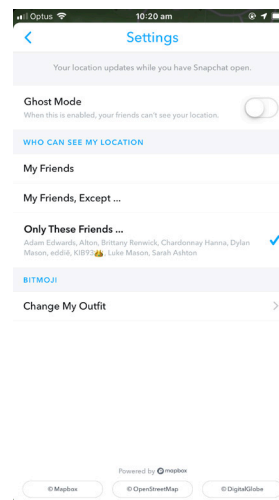 Optus 10:20 am
Settings
Your location updates while you have Snapchat open.
Ghost Mode
When this is enabled, your friends can't see your location.
WHO CAN SEE MY LOCATION
My Friends
My Friends, Except ...
Only These Friends ...
Adam Edwards, Alton, Brittany Renwick, Chardonnay Hanna, Dylan
Mason, eddie, KIB93, Luke Mason, Sarah Ashton
BITMOJI
Change My Outfit
Powered by mapbox
© Mapbox © OpenStreetMap © DigitalGlobe